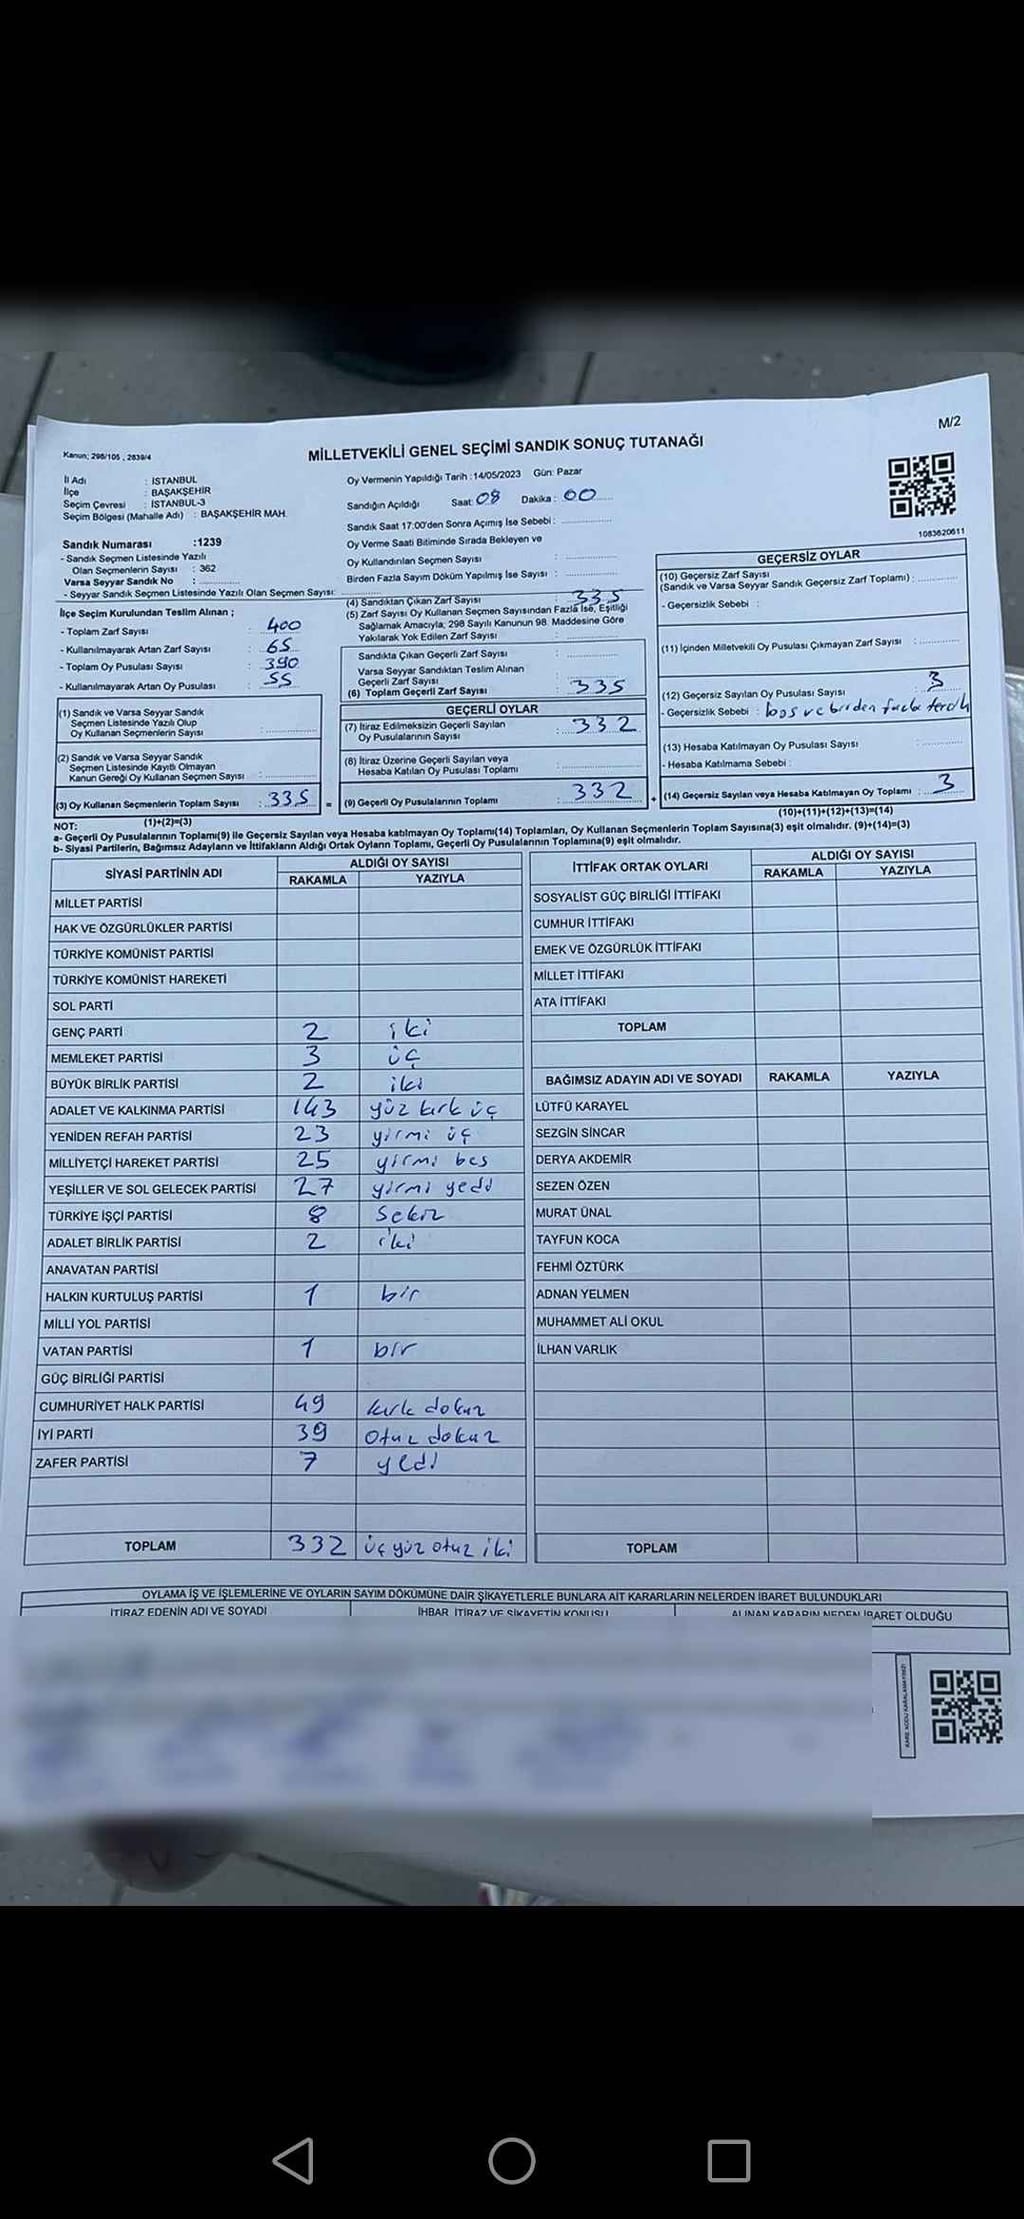 M/2
Kanun; 298/105 , 2839/4
MİLLETVEKİLİ GENEL SEÇİMİ SANDIK SONUÇ TUTANAĞI
İl Adı : İSTANBUL
İlçe : BAŞAKŞEHİR
Seçim Çevresi : İSTANBUL-3
Seçim Bölgesi (Mahalle Adı) : BAŞAKŞEHİR MAH.
Oy Vermenin Yapıldığı Tarih :14/05/2023 Gün: Pazar
Sandığın Açıldığı Saat: 08 Dakika : 00
Sandık Saat 17:00'den Sonra Açımış İse Sebebi :
Oy Verme Saati Bitiminde Sırada Bekleyen ve
Oy Kullandırılan Seçmen Sayısı :
Birden Fazla Sayım Döküm Yapılmış İse Sayısı :
1083620611
Sandık Numarası :1239
- Sandık Seçmen Listesinde Yazılı
Olan Seçmenlerin Sayısı : 362
Varsa Seyyar Sandık No :
- Seyyar Sandık Seçmen Listesinde Yazılı Olan Seçmen Sayısı:
İlçe Seçim Kurulundan Teslim Alınan ;
- Toplam Zarf Sayısı : 400
- Kullanılmayarak Artan Zarf Sayısı : 65
- Toplam Oy Pusulası Sayısı : 390
- Kullanılmayarak Artan Oy Pusulası : 55
(1) Sandık ve Varsa Seyyar Sandık
Seçmen Listesinde Yazılı Olup
Oy Kullanan Seçmenlerin Sayısı :
(2) Sandık ve Varsa Seyyar Sandık
Seçmen Listesinde Kayıtlı Olmayan
Kanun Gereği Oy Kullanan Seçmen Sayısı :
(3) Oy Kullanan Seçmenlerin Toplam Sayısı : 335 =
(1)+(2)=(3)
(4) Sandıktan Çıkan Zarf Sayısı : 335
(5) Zarf Sayısı Oy Kullanan Seçmen Sayısından Fazla İse, Eşitliği
Sağlamak Amacıyla, 298 Sayılı Kanunun 98. Maddesine Göre
Yakılarak Yok Edilen Zarf Sayısı :
Sandıkta Çıkan Geçerli Zarf Sayısı :
Varsa Seyyar Sandıktan Teslim Alınan
Geçerli Zarf Sayısı :
(6) Toplam Geçerli Zarf Sayısı : 335
GEÇERLİ OYLAR
(7) İtiraz Edilmeksizin Geçerli Sayılan
Oy Pusulalarının Sayısı : 332
(8) İtiraz Üzerine Geçerli Sayılan veya
Hesaba Katılan Oy Pusulası Toplamı :
(9) Geçerli Oy Pusulalarının Toplamı : 332 +
GEÇERSİZ OYLAR
(10) Geçersiz Zarf Sayısı
(Sandık ve Varsa Seyyar Sandık Geçersiz Zarf Toplamı) :
- Geçersizlik Sebebi :
(11) İçinden Milletvekili Oy Pusulası Çıkmayan Zarf Sayısı :
(12) Geçersiz Sayılan Oy Pusulası Sayısı : 3
- Geçersizlik Sebebi : boş ve birden fazla tercih
(13) Hesaba Katılmayan Oy Pusulası Sayısı :
- Hesaba Katılmama Sebebi :
(14) Geçersiz Sayılan veya Hesaba Katılmayan Oy Toplamı : 3
(10)+(11)+(12)+(13)=(14)
NOT:
a- Geçerli Oy Pusulalarının Toplamı(9) ile Geçersiz Sayılan veya Hesaba katılmayan Oy Toplamı(14) Toplamları, Oy Kullanan Seçmenlerin Toplam Sayısına(3) eşit olmalıdır. (9)+(14)=(3)
b- Siyasi Partilerin, Bağımsız Adayların ve İttifakların Aldığı Ortak Oyların Toplamı, Geçerli Oy Pusulalarının Toplamına(9) eşit olmalıdır.
SİYASİ PARTİNİN ADI ALDIĞI OY SAYISI
RAKAMLA YAZIYLA
MİLLET PARTİSİ
HAK VE ÖZGÜRLÜKLER PARTİSİ
TÜRKİYE KOMÜNİST PARTİSİ
TÜRKİYE KOMÜNİST HAREKETİ
SOL PARTİ
GENÇ PARTİ 2 iki
MEMLEKET PARTİSİ 3 üç
BÜYÜK BİRLİK PARTİSİ 2 iki
ADALET VE KALKINMA PARTİSİ 143 yüz kırk üç
YENİDEN REFAH PARTİSİ 23 yirmi üç
MİLLİYETÇİ HAREKET PARTİSİ 25 yirmi beş
YEŞİLLER VE SOL GELECEK PARTİSİ 27 yirmi yedi
TÜRKİYE İŞÇİ PARTİSİ 8 Sekiz
ADALET BİRLİK PARTİSİ 2 iki
ANAVATAN PARTİSİ
HALKIN KURTULUŞ PARTİSİ 1 bir
MİLLİ YOL PARTİSİ
VATAN PARTİSİ 1 bir
GÜÇ BİRLİĞİ PARTİSİ
CUMHURİYET HALK PARTİSİ 49 kırk dokuz
İYİ PARTİ 39 otuz dokuz
ZAFER PARTİSİ 7 yedi
TOPLAM 332 üç yüz otuz iki
İTTİFAK ORTAK OYLARI ALDIĞI OY SAYISI
RAKAMLA YAZIYLA
SOSYALİST GÜÇ BİRLİĞİ İTTİFAKI
CUMHUR İTTİFAKI
EMEK VE ÖZGÜRLÜK İTTİFAKI
MİLLET İTTİFAKI
ATA İTTİFAKI
TOPLAM
BAĞIMSIZ ADAYIN ADI VE SOYADI RAKAMLA YAZIYLA
LÜTFÜ KARAYEL
SEZGİN SİNCAR
DERYA AKDEMİR
SEZEN ÖZEN
MURAT ÜNAL
TAYFUN KOCA
FEHMİ ÖZTÜRK
ADNAN YELMEN
MUHAMMET ALİ OKUL
İLHAN VARLIK
TOPLAM
OYLAMA İŞ VE İŞLEMLERİNE VE OYLARIN SAYIM DÖKÜMÜNE DAİR ŞİKAYETLERLE BUNLARA AİT KARARLARIN NELERDEN İBARET BULUNDUKLARI
İTİRAZ EDENİN ADI VE SOYADI İHBAR, İTİRAZ VE ŞİKAYETİN KONUSU ALINAN KARARIN NEDEN İBARET OLDUĞU